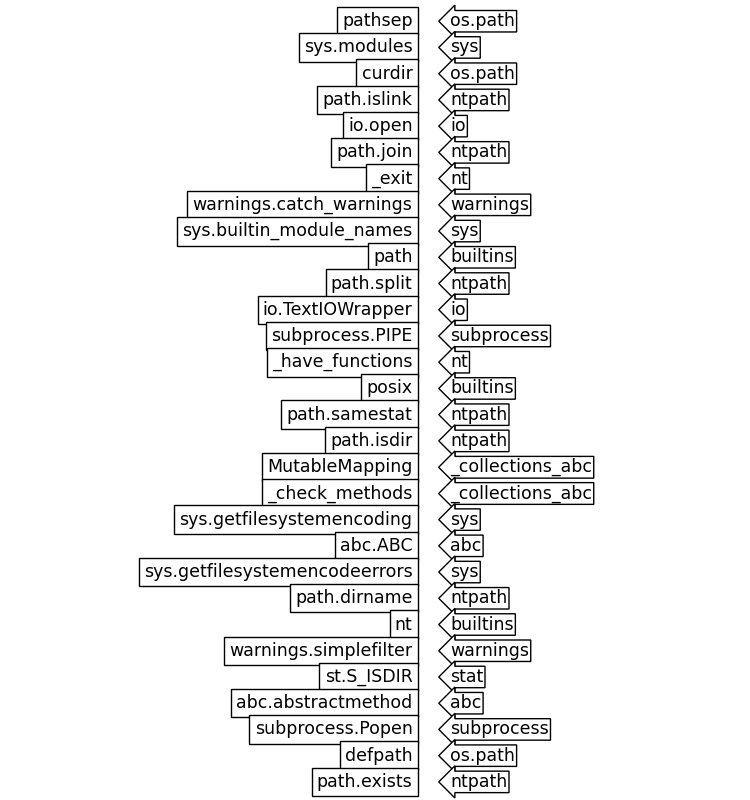 pathsep os.path
sys.modules sys
curdir os.path
path.islink ntpath
io.open io
path.join ntpath
_exit nt
warnings.catch_warnings warnings
sys.builtin_module_names sys
path builtins
path.split ntpath
io.TextIOWrapper io
subprocess.PIPE subprocess
_have_functions nt
posix builtins
path.samestat ntpath
path.isdir ntpath
MutableMapping _collections_abc
_check_methods _collections_abc
sys.getfilesystemencoding sys
abc.ABC abc
sys.getfilesystemencodeerrors sys
path.dirname ntpath
nt builtins
warnings.simplefilter warnings
st.S_ISDIR stat
abc.abstractmethod abc
subprocess.Popen subprocess
defpath os.path
path.exists ntpath